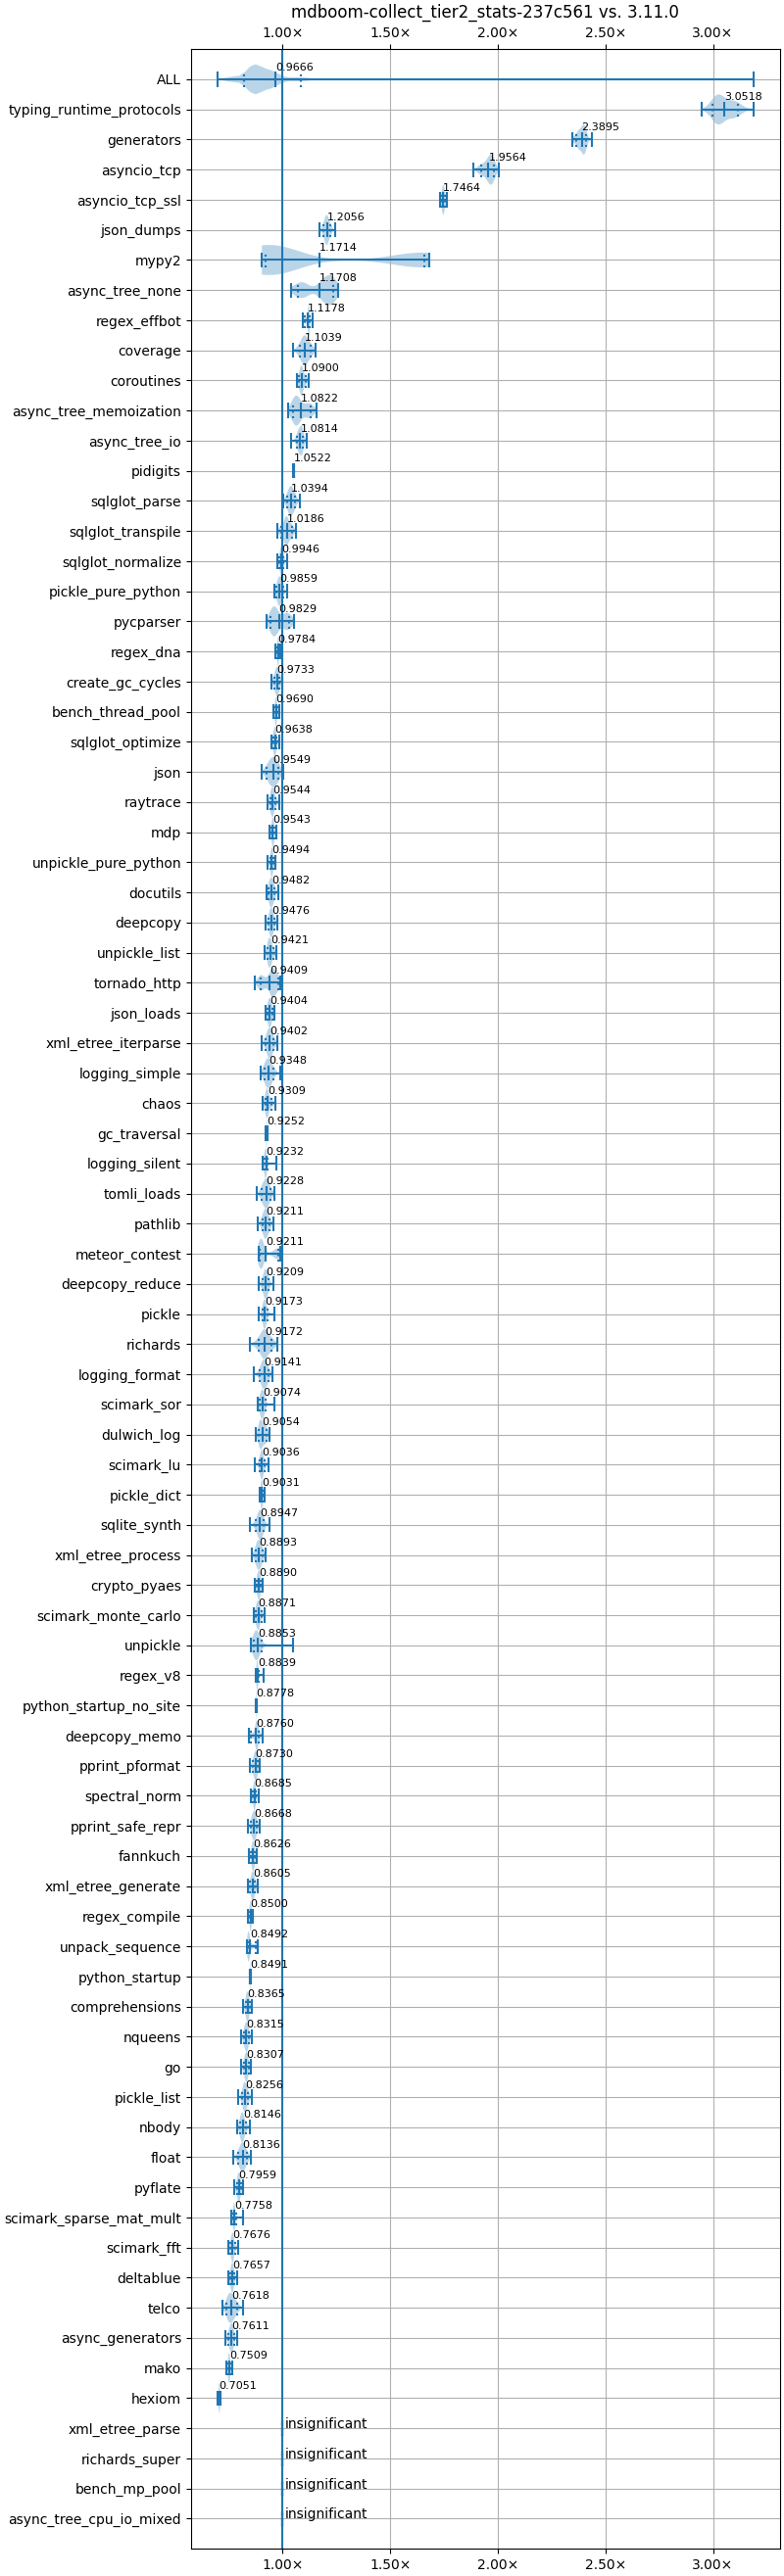 mdboom-collect_tier2_stats-237c561 vs. 3.11.0
1.00× 1.50× 2.00× 2.50× 3.00×
ALL 0.9666
typing_runtime_protocols 3.0518
generators 2.3895
asyncio_tcp 1.9564
asyncio_tcp_ssl 1.7464
json_dumps 1.2056
mypy2 1.1714
async_tree_none 1.1708
regex_effbot 1.1178
coverage 1.1039
coroutines 1.0900
async_tree_memoization 1.0822
async_tree_io 1.0814
pidigits 1.0522
sqlglot_parse 1.0394
sqlglot_transpile 1.0186
sqlglot_normalize 0.9946
pickle_pure_python 0.9859
pycparser 0.9829
regex_dna 0.9784
create_gc_cycles 0.9733
bench_thread_pool 0.9690
sqlglot_optimize 0.9638
json 0.9549
raytrace 0.9544
mdp 0.9543
unpickle_pure_python 0.9494
docutils 0.9482
deepcopy 0.9476
unpickle_list 0.9421
tornado_http 0.9409
json_loads 0.9404
xml_etree_iterparse 0.9402
logging_simple 0.9348
chaos 0.9309
gc_traversal 0.9252
logging_silent 0.9232
tomli_loads 0.9228
pathlib 0.9211
meteor_contest 0.9211
deepcopy_reduce 0.9209
pickle 0.9173
richards 0.9172
logging_format 0.9141
scimark_sor 0.9074
dulwich_log 0.9054
scimark_lu 0.9036
pickle_dict 0.9031
sqlite_synth 0.8947
xml_etree_process 0.8893
crypto_pyaes 0.8890
scimark_monte_carlo 0.8871
unpickle 0.8853
regex_v8 0.8839
python_startup_no_site 0.8778
deepcopy_memo 0.8760
pprint_pformat 0.8730
spectral_norm 0.8685
pprint_safe_repr 0.8668
fannkuch 0.8626
xml_etree_generate 0.8605
regex_compile 0.8500
unpack_sequence 0.8492
python_startup 0.8491
comprehensions 0.8365
nqueens 0.8315
go 0.8307
pickle_list 0.8256
nbody 0.8146
float 0.8136
pyflate 0.7959
scimark_sparse_mat_mult 0.7758
scimark_fft 0.7676
deltablue 0.7657
telco 0.7618
async_generators 0.7611
mako 0.7509
hexiom 0.7051
xml_etree_parse insignificant
richards_super insignificant
bench_mp_pool insignificant
async_tree_cpu_io_mixed insignificant
1.00× 1.50× 2.00× 2.50× 3.00×